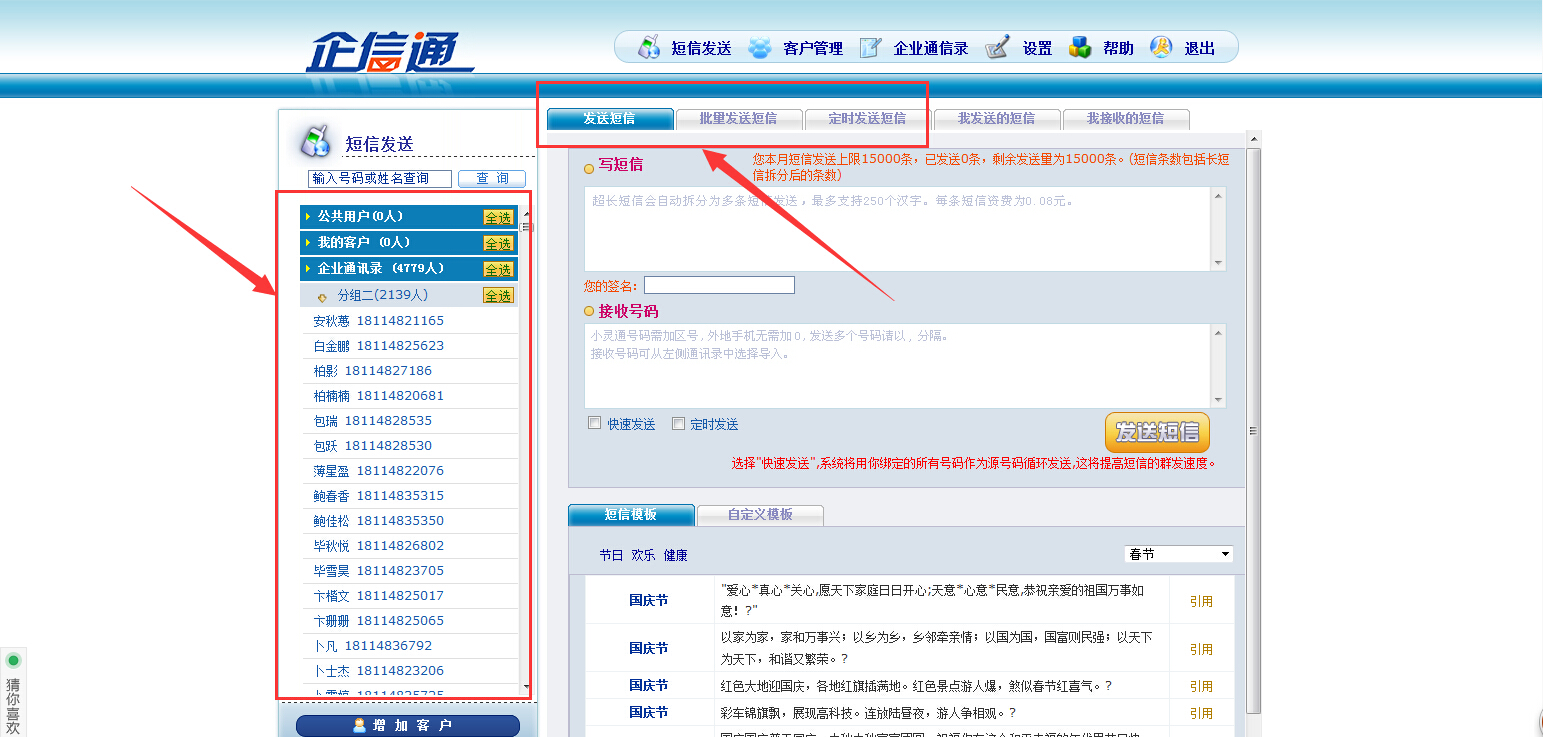 企信通
短信发送 客户管理 企业通信录 设置 帮助 退出
发送短信 批量发送短信 定时发送短信 我发送的短信 我接收的短信
短信发送
输入号码或姓名查询 查 询
公共用户(0人) 全选
我的客户 (0人) 全选
企业通讯录 (4779人) 全选
分组二(2139人) 全选
安秋蕙 18114821165
白金鹏 18114825623
柏影 18114827186
柏楠楠 18114820681
包瑞 18114828535
包跃 18114828530
薄星盈 18114822076
鲍春香 18114835315
鲍佳松 18114835350
毕秋悦 18114826802
毕雪昊 18114823705
卞楷文 18114825017
卞珊珊 18114825065
卜凡 18114836792
卜士杰 18114823206
增 加 客 户
写短信
您本月短信发送上限15000条，已发送0条，剩余发送量为15000条。(短信条数包括长短
信拆分后的条数)
超长短信会自动拆分为多条短信发送，最多支持250个汉字。每条短信资费为0.08元。
您的签名：
接收号码
小灵通号码需加区号，外地手机无需加0，发送多个号码请以，分隔。
接收号码可从左侧通讯录中选择导入。
快速发送 定时发送
发送短信
选择"快速发送",系统将用你绑定的所有号码作为源号码循环发送,这将提高短信的群发速度。
短信模板 自定义模板
节日 欢乐 健康
春节
国庆节 "爱心*真心*关心,愿天下家庭日日开心;天意*心意*民意,恭祝亲爱的祖国万事如
意！?" 引用
国庆节 以家为家，家和万事兴；以乡为乡，乡邻牵亲情；以国为国，国富则民强；以天下
为天下，和谐又繁荣。? 引用
国庆节 红色大地迎国庆，各地红旗插满地。红色景点游人爆，煞似春节红喜气。? 引用
国庆节 彩车锦旗飘，展现高科技。连放陆昼夜，游人争相观。? 引用
猜你喜欢